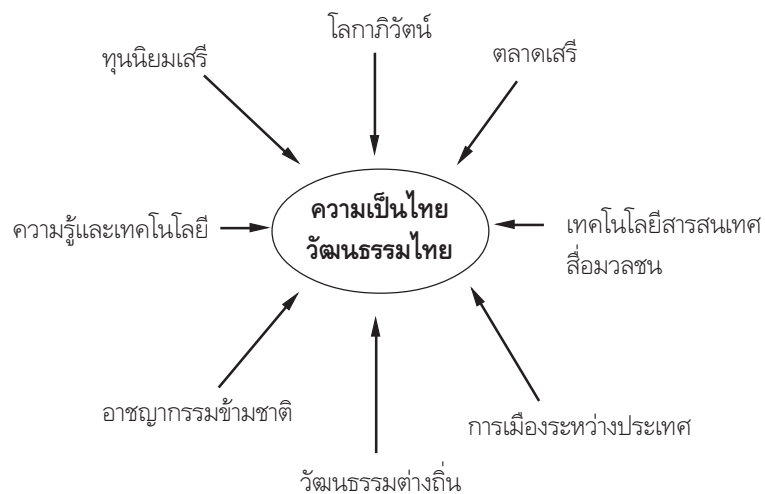 โลกาภิวัตน์
ทุนนิยมเสรี
ตลาดเสรี
ความเป็นไทย
วัฒนธรรมไทย
ความรู้และเทคโนโลยี
เทคโนโลยีสารสนเทศ
สื่อมวลชน
อาชญากรรมข้ามชาติ
การเมืองระหว่างประเทศ
วัฒนธรรมต่างถิ่น